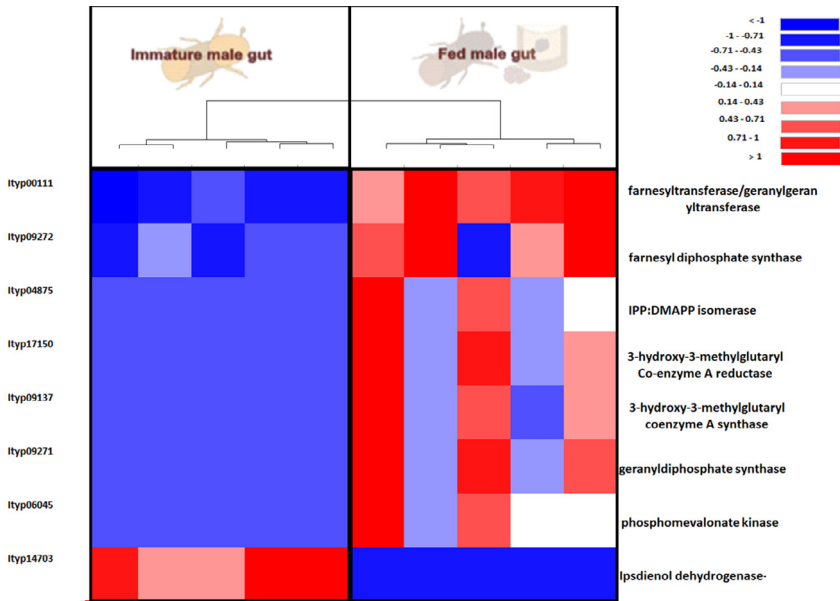 Immature male gut
Fed male gut
< -1
-1 - -0.71
-0.71 - -0.43
-0.43 - -0.14
-0.14 - 0.14
0.14 - 0.43
0.43 - 0.71
0.71 - 1
> 1
Ityp00111
farnesyltransferase/geranylgeran
yltransferase
Ityp09272
farnesyl diphosphate synthase
Ityp04875
IPP:DMAPP isomerase
Ityp17150
3-hydroxy-3-methylglutaryl
Co-enzyme A reductase
Ityp09137
3-hydroxy-3-methylglutaryl
coenzyme A synthase
Ityp09271
geranyldiphosphate synthase
Ityp06045
phosphomevalonate kinase
Ityp14703
Ipsdienol dehydrogenase-